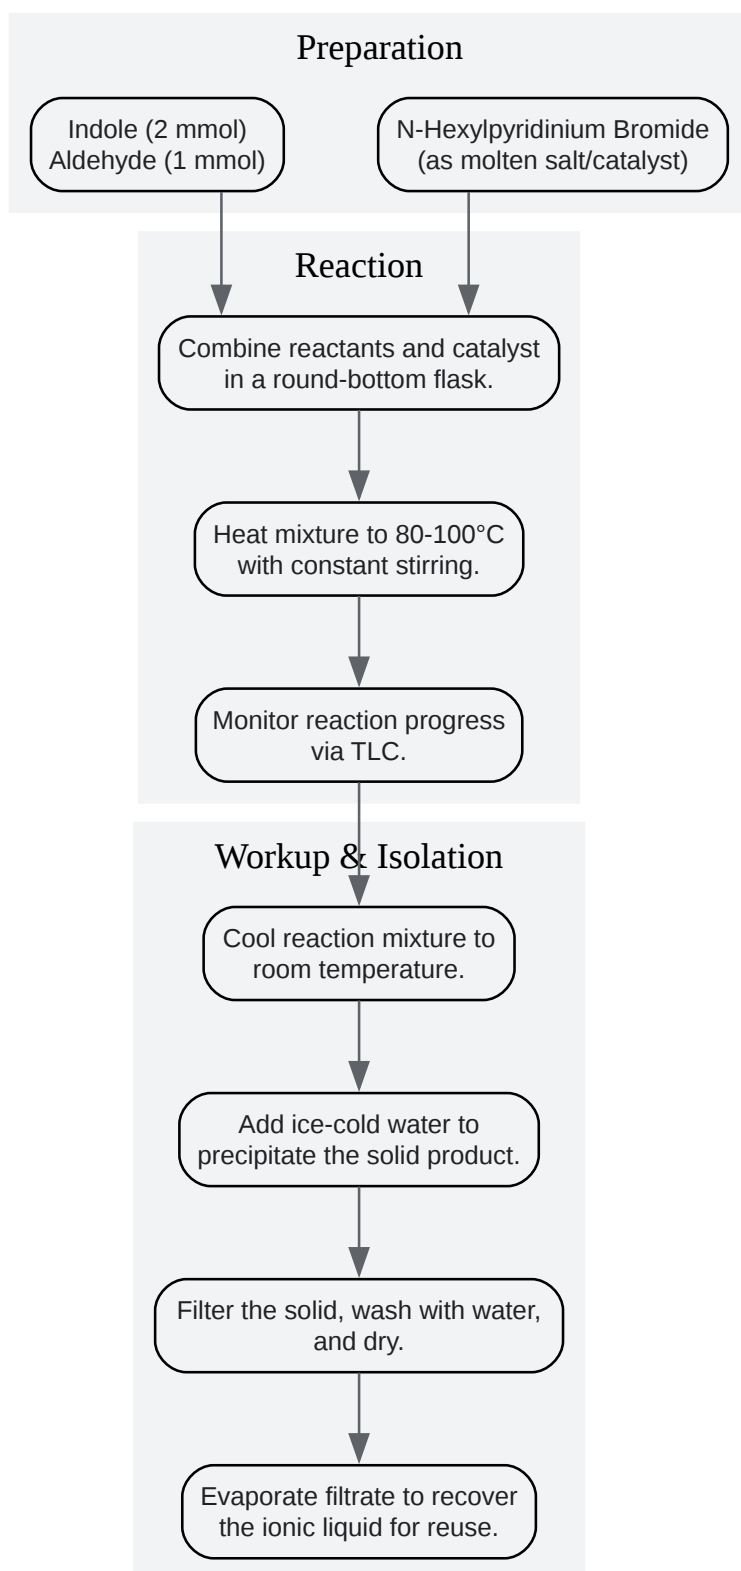 Preparation
Indole (2 mmol)
Aldehyde (1 mmol)
N-Hexylpyridinium Bromide
(as molten salt/catalyst)
Reaction
Combine reactants and catalyst
in a round-bottom flask.
Heat mixture to 80-100°C
with constant stirring.
Monitor reaction progress
via TLC.
Workup & Isolation
Cool reaction mixture to
room temperature.
Add ice-cold water to
precipitate the solid product.
Filter the solid, wash with water,
and dry.
Evaporate filtrate to recover
the ionic liquid for reuse.